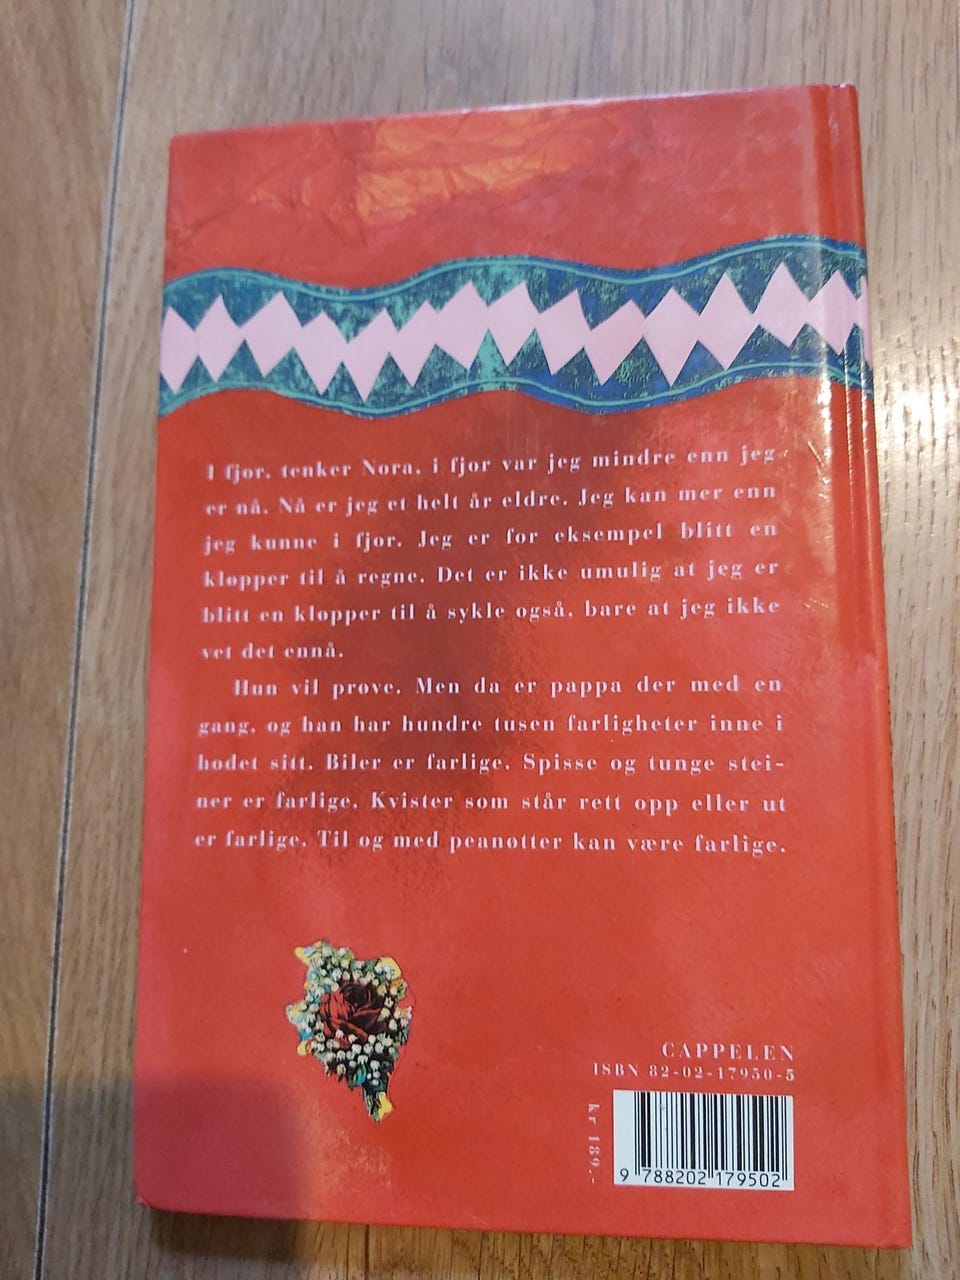 I fjor, tenker Nora, i fjor var jeg mindre enn jeg
er nå. Nå er jeg et helt år eldre. Jeg kan mer enn
jeg kunne i fjor. Jeg er for eksempel blitt en
kløpper til å regne. Det er ikke umulig at jeg er
blitt en kløpper til å sykle også, bare at jeg ikke
vet det ennå.
Hun vil prøve. Men da er pappa der med en
gang, og han har hundre tusen farligheter inne i
hodet sitt. Biler er farlige. Spisse og tunge stei-
ner er farlige. Kvister som står rett opp eller ut
er farlige. Til og med peanøtter kan være farlige.
CAPPELEN
ISBN 82-02-17950-5
kr 189,-
9 788202 179502